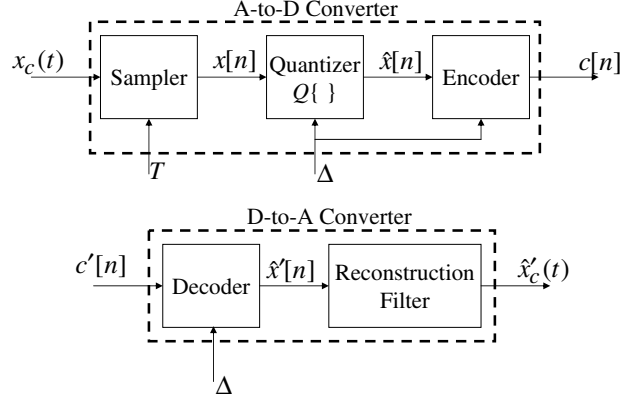 A-to-D Converter
x_c(t)
Sampler
x[n]
Quantizer
Q{ }
x̂[n]
Encoder
c[n]
T
Δ
D-to-A Converter
c′[n]
Decoder
x̂′[n]
Reconstruction
Filter
x̂′_c(t)
Δ